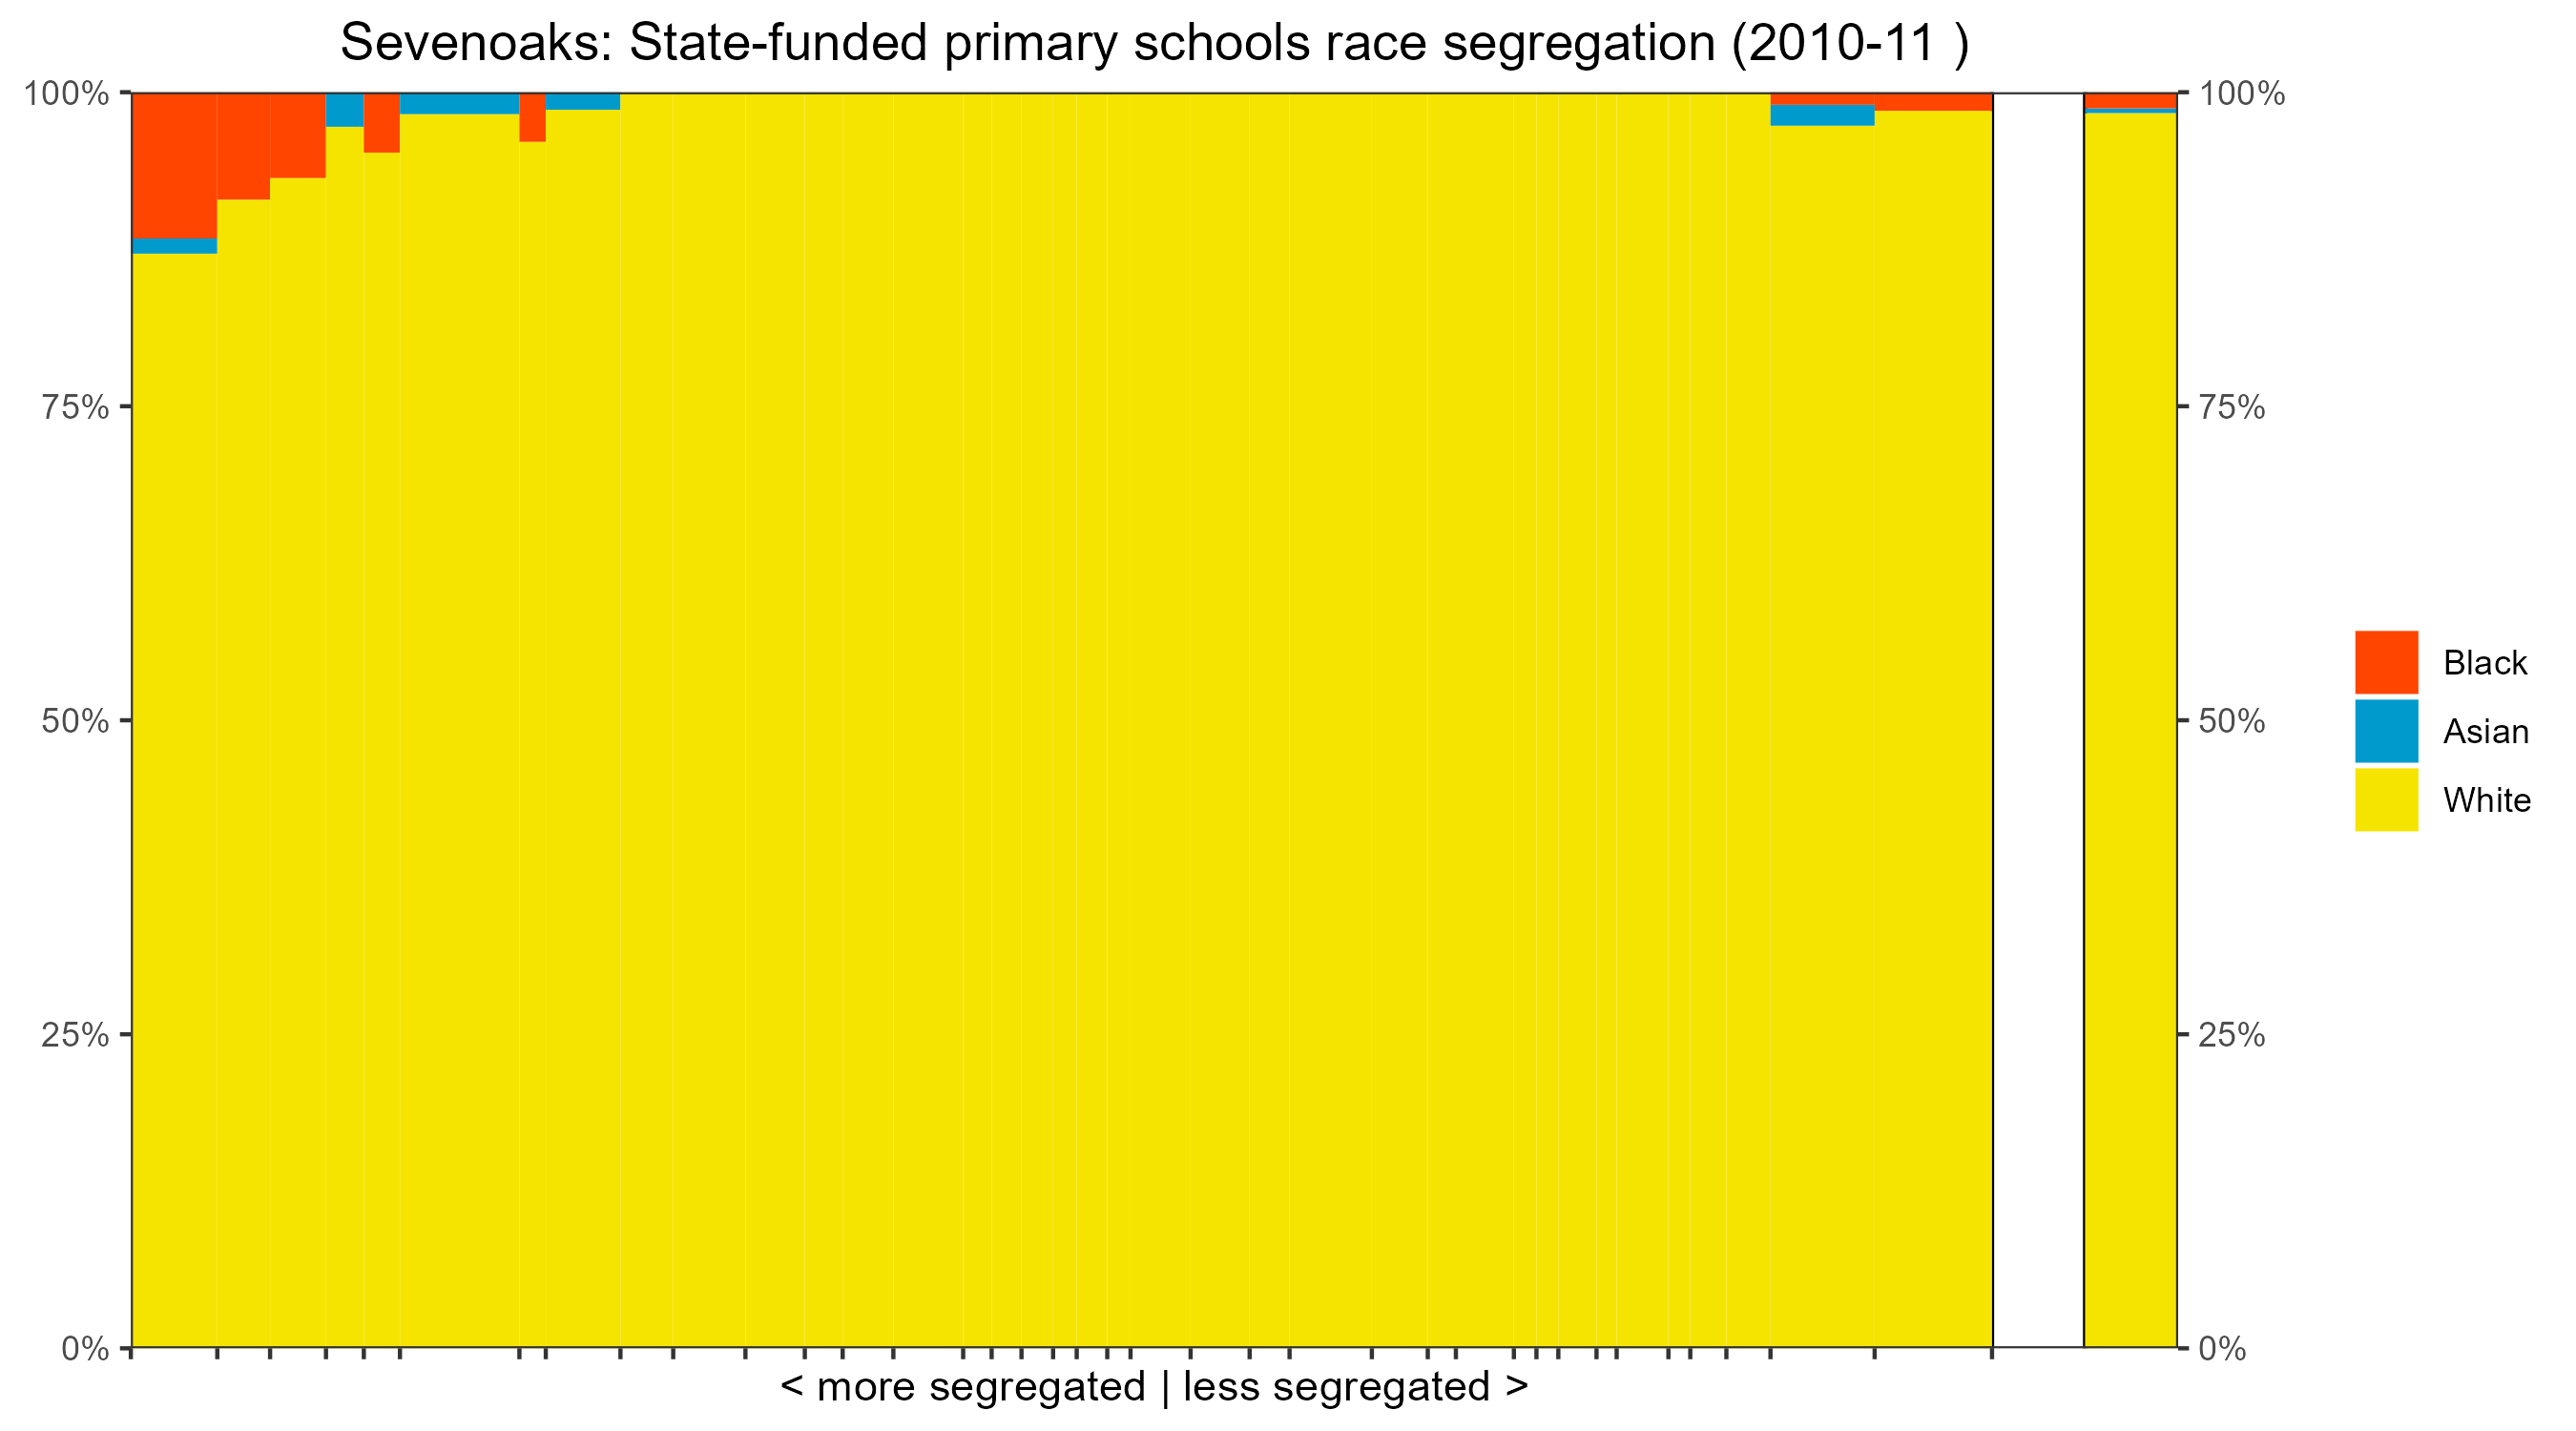 Sevenoaks: State-funded primary schools race segregation (2010-11 )
100%
75%
50%
25%
0%
100%
75%
50%
25%
0%
Black
Asian
White
< more segregated | less segregated >